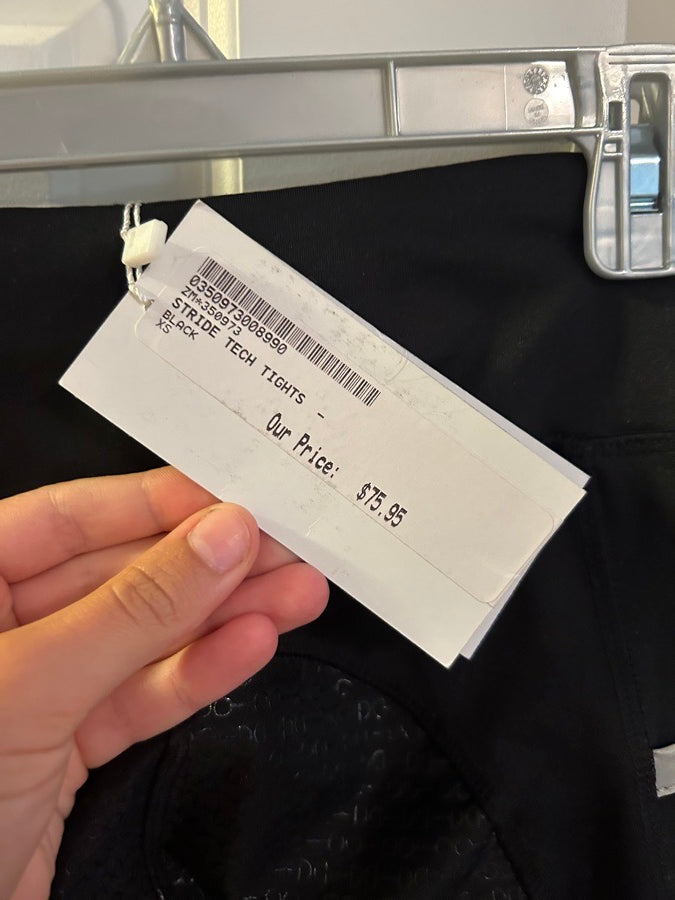 0350973008990
ZM*350973
STRIDE TECH TIGHTS -
BLACK
XS
Our Price: $75.95